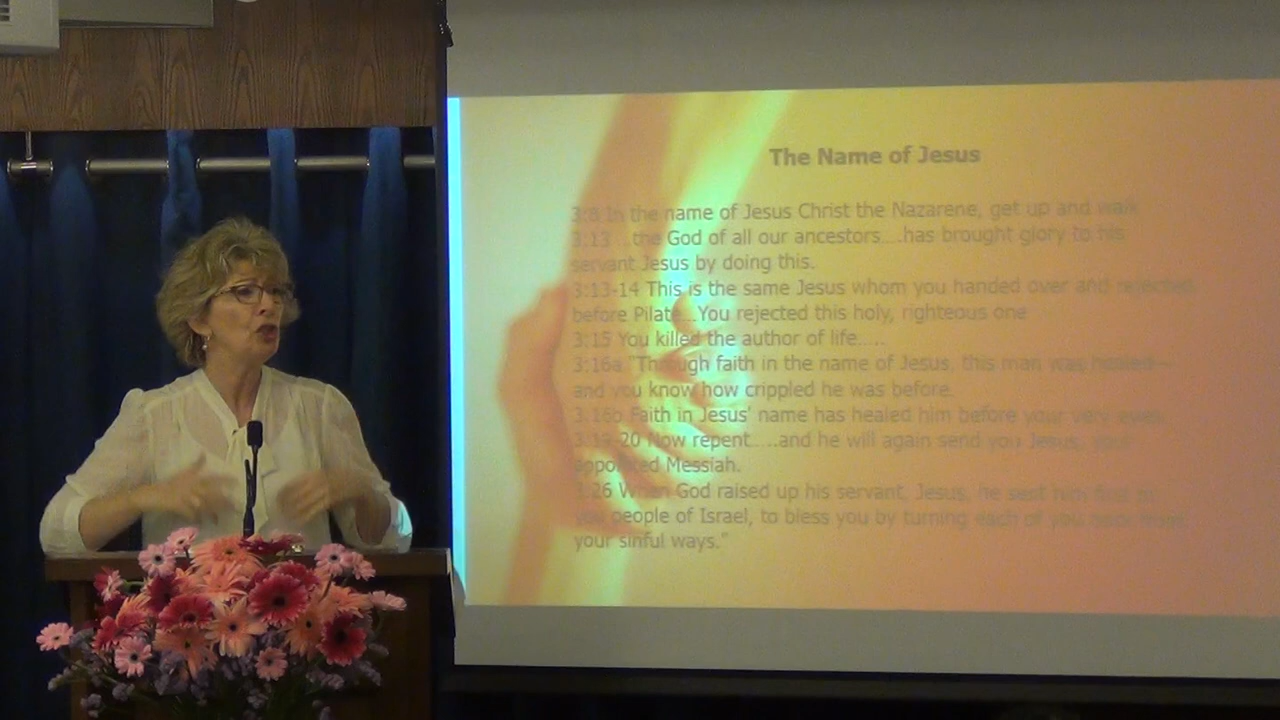 The Name of Jesus
3:8 In the name of Jesus Christ the Nazarene, get up and walk
3:13 ...the God of all our ancestors....has brought glory to his
servant Jesus by doing this.
3:13-14 This is the same Jesus whom you handed over and rejected
before Pilate...You rejected this holy, righteous one
3:15 You killed the author of life.....
3:16a "Through faith in the name of Jesus, this man was healed--
and you know how crippled he was before.
3.16b Faith in Jesus' name has healed him before your very eyes.
3:19-20 Now repent.....and he will again send you Jesus, your
appointed Messiah.
3:26 When God raised up his servant, Jesus, he sent him first to
you people of Israel, to bless you by turning each of you back from
your sinful ways."